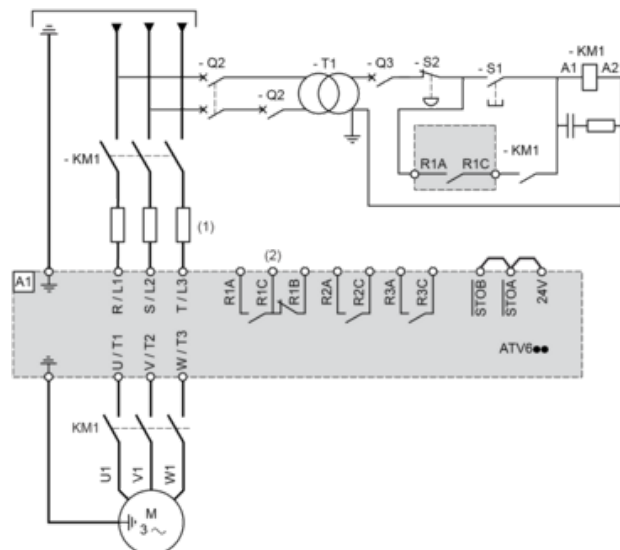 - Q2
- T1
- Q3
- S2
- S1
- KM1
A1
A2
- Q2
- KM1
R1A
R1C
- KM1
(1)
(2)
A1
R / L1
S / L2
T / L3
R1A
R1C
R1B
R2A
R2C
R3A
R3C
STOB
STOA
24V
U / T1
V / T2
W / T3
ATV6●●
KM1
U1
V1
W1
M
3 ~